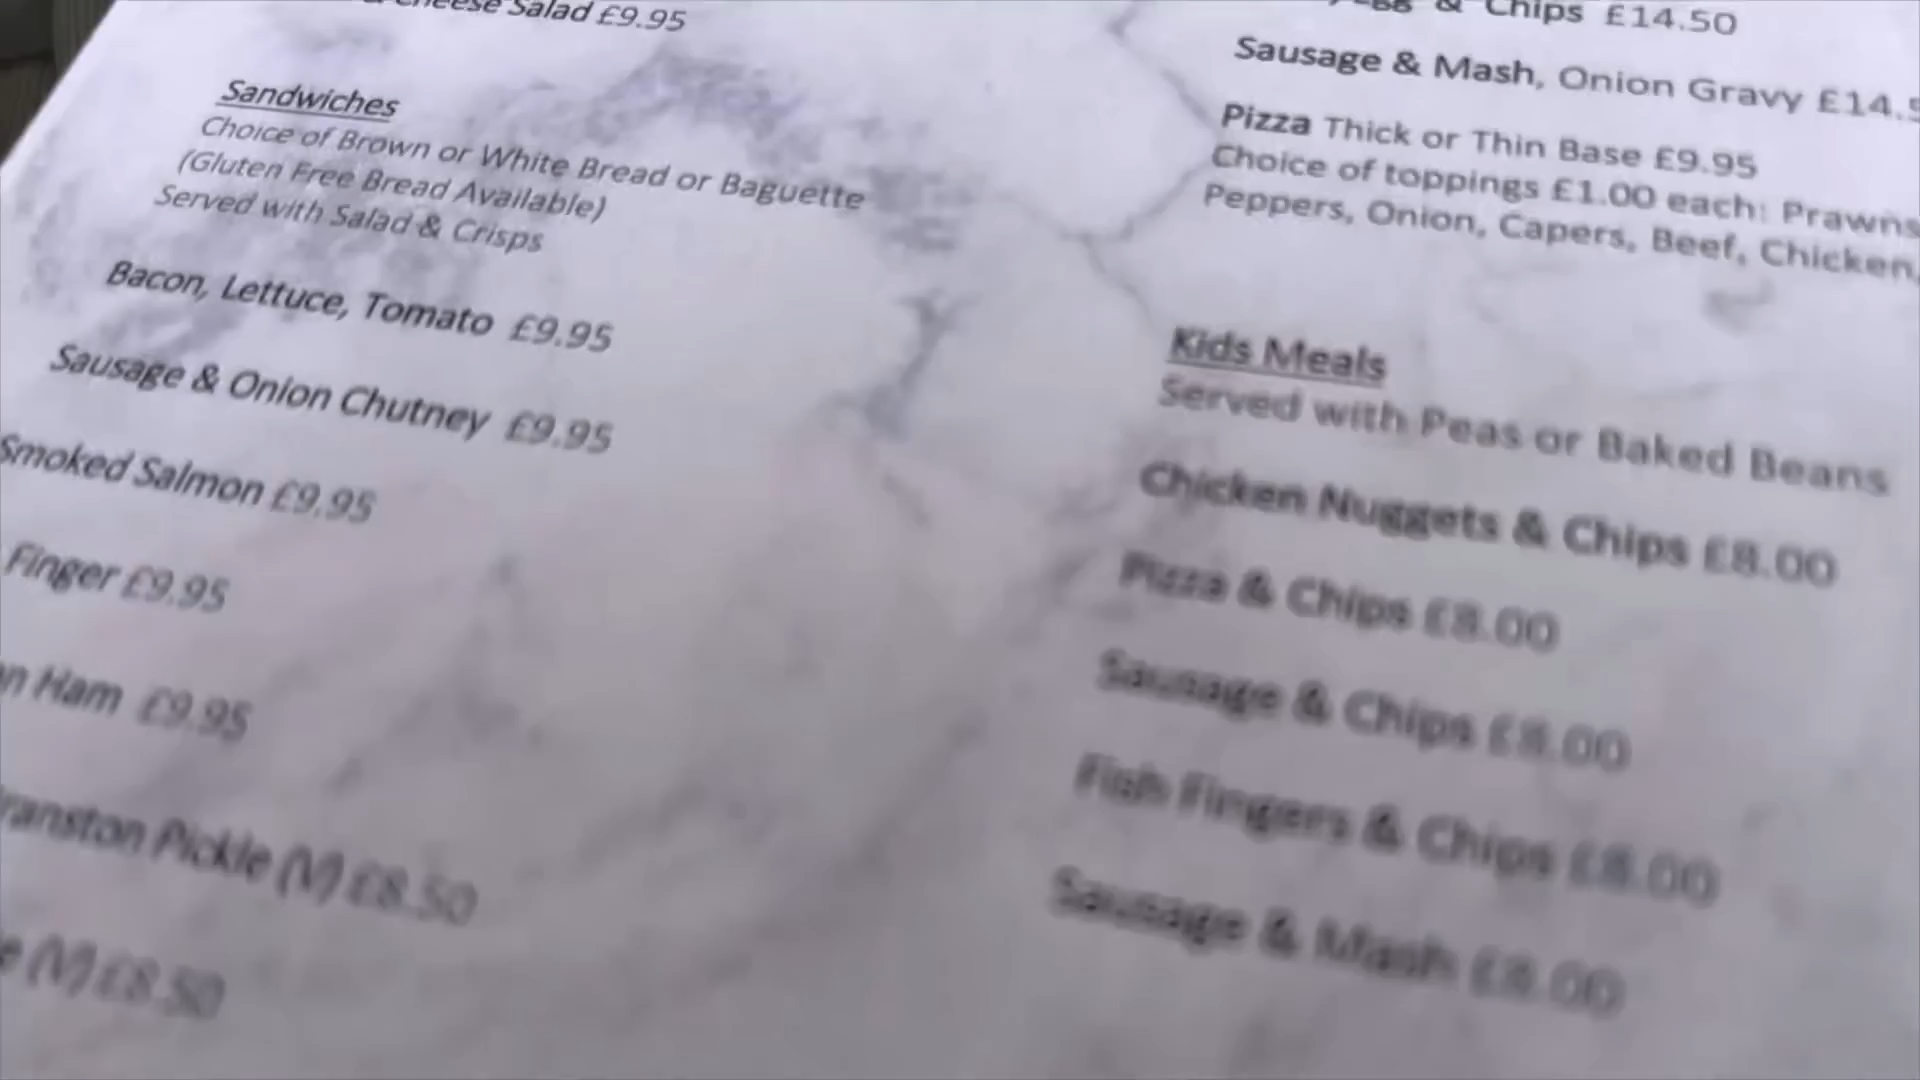 Cheese Salad £9.95
Sandwiches
Choice of Brown or White Bread or Baguette
(Gluten Free Bread Available)
Served with Salad & Crisps
Bacon, Lettuce, Tomato £9.95
Sausage & Onion Chutney £9.95
Smoked Salmon £9.95
Finger £9.95
Ham £9.95
Pickle (V) £8.50
(V) £8.50
& Chips £14.50
Sausage & Mash, Onion Gravy £14.5
Pizza Thick or Thin Base £9.95
Choice of toppings £1.00 each: Prawns
Peppers, Onion, Capers, Beef, Chicken,
Kids Meals
Served with Peas or Baked Beans
Chicken Nuggets & Chips £8.00
Pizza & Chips £8.00
Sausage & Chips £8.00
Fish Fingers & Chips £8.00
Sausage & Mash £8.00